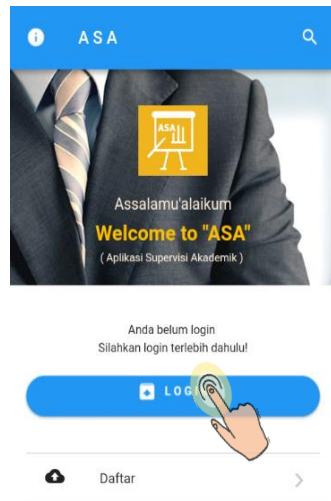 ASA
ASA
Assalamu'alaikum
Welcome to "ASA"
( Aplikasi Supervisi Akademik )
Anda belum login
Silahkan login terlebih dahulu!
Daftar